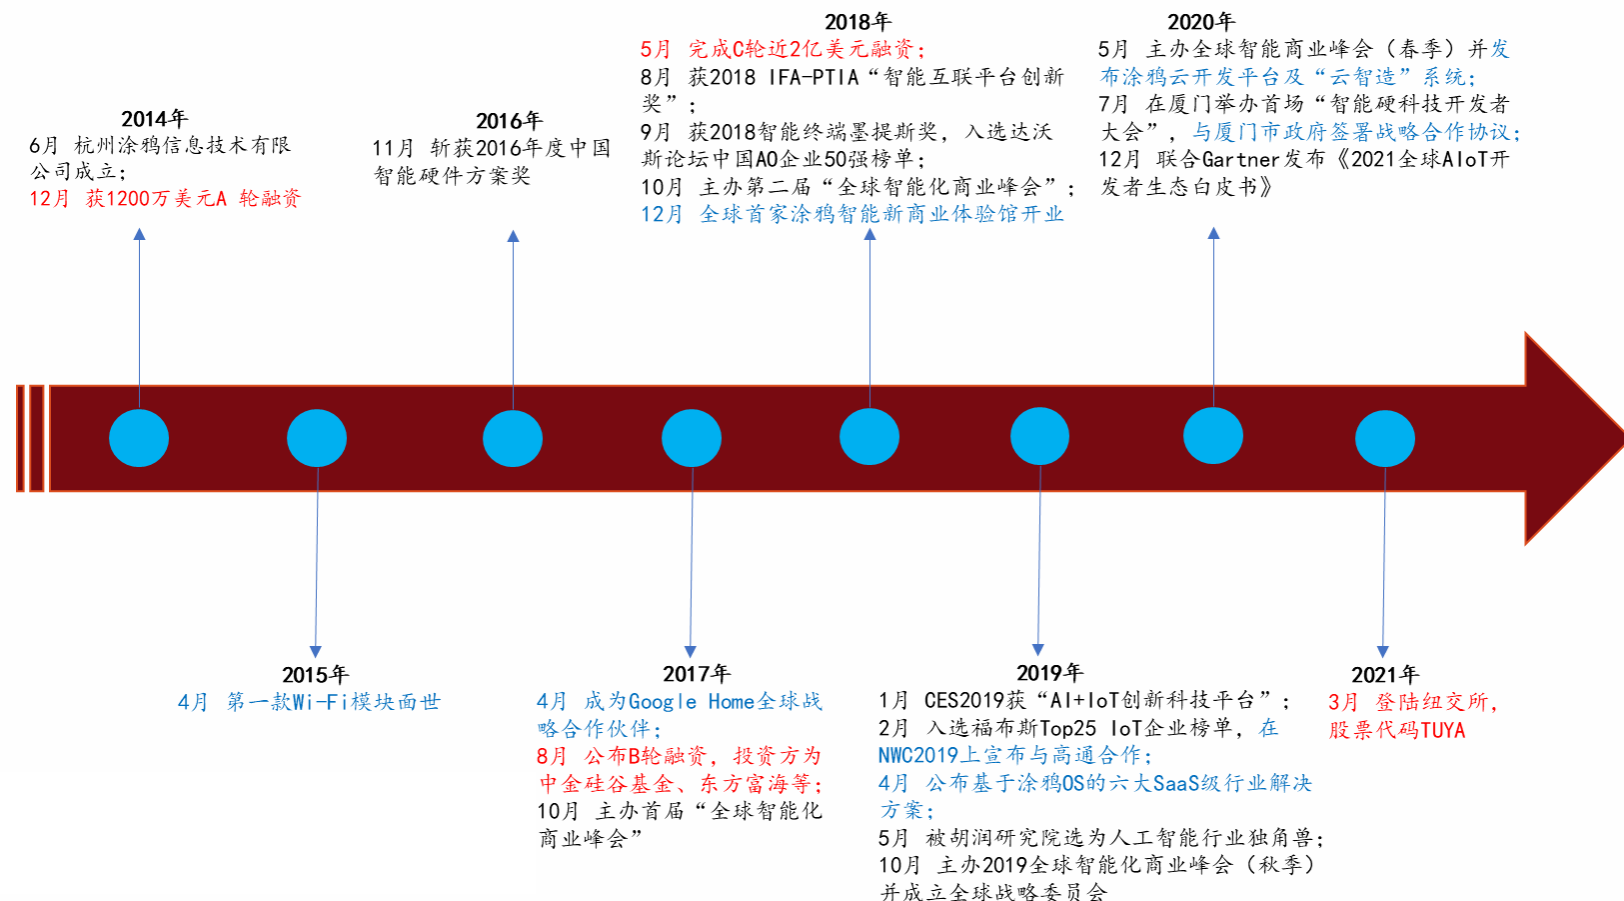 2014年
6月 杭州涂鸦信息技术有限
公司成立；
12月 获1200万美元A 轮融资
2016年
11月 斩获2016年度中国
智能硬件方案奖
2018年
5月 完成C轮近2亿美元融资；
8月 获2018 IFA-PTIA“智能互联平台创新
奖”；
9月 获2018智能终端墨提斯奖，入选达沃
斯论坛中国AO企业50强榜单；
10月 主办第二届“全球智能化商业峰会”；
12月 全球首家涂鸦智能新商业体验馆开业
2020年
5月 主办全球智能商业峰会（春季）并发
布涂鸦云开发平台及“云智造”系统；
7月 在厦门举办首场“智能硬科技开发者
大会”，与厦门市政府签署战略合作协议；
12月 联合Gartner发布《2021全球AIoT开
发者生态白皮书》
2015年
4月 第一款Wi-Fi模块面世
2017年
4月 成为Google Home全球战
略合作伙伴；
8月 公布B轮融资，投资方为
中金硅谷基金、东方富海等；
10月 主办首届“全球智能化
商业峰会”
2019年
1月 CES2019获“AI+IoT创新科技平台”；
2月 入选福布斯Top25 IoT企业榜单，在
NWC2019上宣布与高通合作；
4月 公布基于涂鸦OS的六大SaaS级行业解决
方案；
5月 被胡润研究院选为人工智能行业独角兽；
10月 主办2019全球智能化商业峰会（秋季）
并成立全球战略委员会
2021年
3月 登陆纽交所，
股票代码TUYA